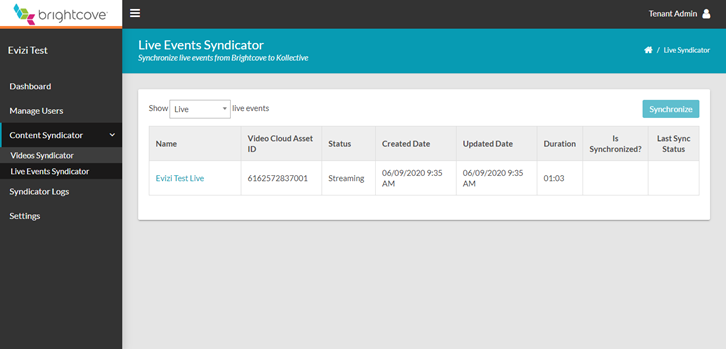 brightcove
Tenant Admin
Evizi Test
Live Events Syndicator
Synchronize live events from Brightcove to Kollective
/ Live Syndicator
Dashboard
Manage Users
Content Syndicator
Videos Syndicator
Live Events Syndicator
Syndicator Logs
Settings
Show Live live events
Synchronize
Name
Video Cloud Asset
ID
Status
Created Date
Updated Date
Duration
Is
Synchronized?
Last Sync
Status
Evizi Test Live
6162572837001
Streaming
06/09/2020 9:35
AM
06/09/2020 9:35
AM
01:03